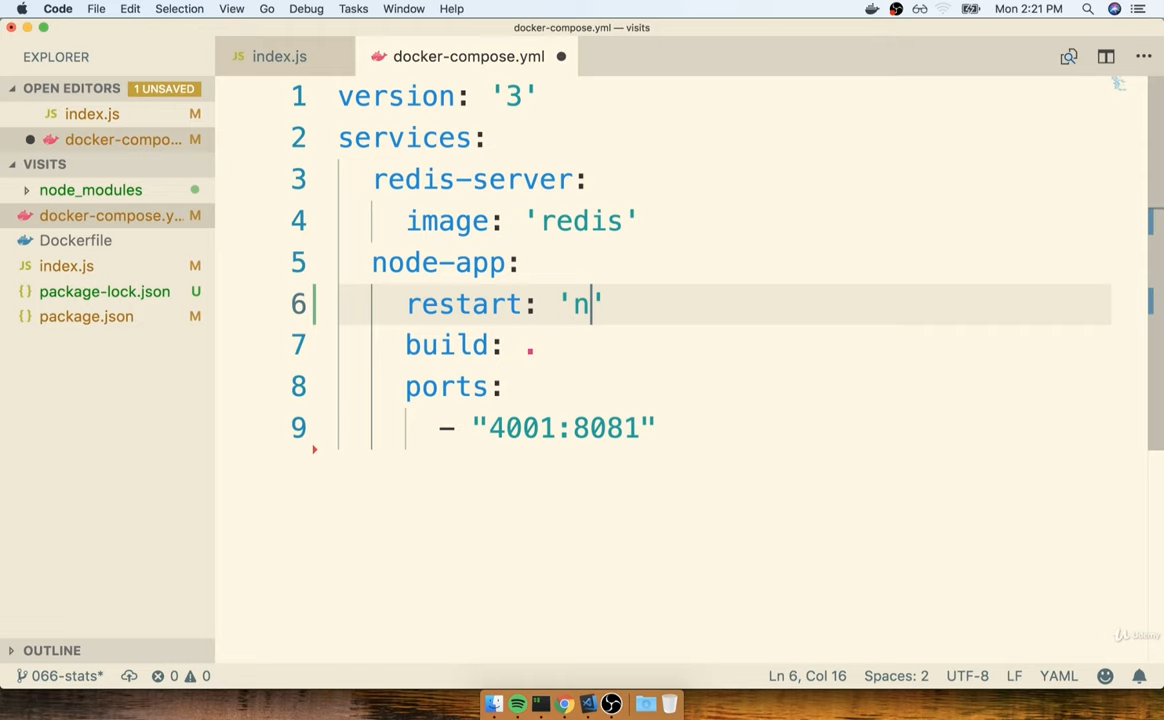 Code File Edit Selection View Go Debug Tasks Window Help Mon 2:21 PM
docker-compose.yml — visits
EXPLORER
JS index.js
docker-compose.yml
OPEN EDITORS 1 UNSAVED
JS index.js M
docker-compo... M
VISITS
node_modules
docker-compose.y... M
Dockerfile
JS index.js M
{} package-lock.json U
{} package.json M
1 version: '3'
2 services:
3 redis-server:
4 image: 'redis'
5 node-app:
6 restart: 'n'
7 build: .
8 ports:
9 - "4001:8081"
Udemy
OUTLINE
066-stats* 0 0 Ln 6, Col 16 Spaces: 2 UTF-8 LF YAML